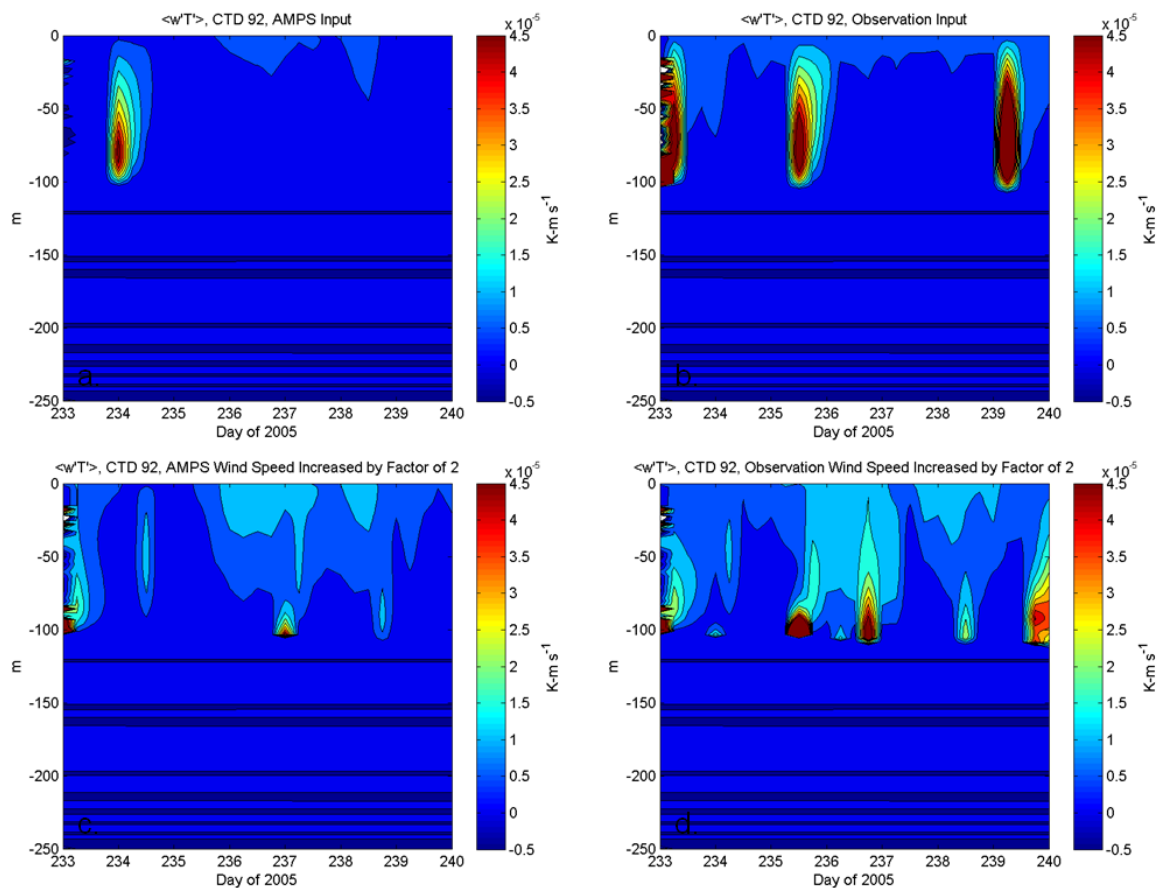 <w'T'>, CTD 92, AMPS Input
x 10-5
0
-50
-100
-150
-200
-250
m
a.
233 234 235 236 237 238 239 240
Day of 2005
4.5
4
3.5
3
2.5
2
1.5
1
0.5
0
-0.5
K-m s-1
<w'T'>, CTD 92, Observation Input
x 10-5
0
-50
-100
-150
-200
-250
m
b
233 234 235 236 237 238 239 240
Day of 2005
4.5
4
3.5
3
2.5
2
1.5
1
0.5
0
-0.5
K-m s-1
<w'T'>, CTD 92, AMPS Wind Speed Increased by Factor of 2
x 10-5
0
-50
-100
-150
-200
-250
m
c.
233 234 235 236 237 238 239 240
Day of 2005
4.5
4
3.5
3
2.5
2
1.5
1
0.5
0
-0.5
K-m s-1
<w'T'>, CTD 92, Observation Wind Speed Increased by Factor of 2
x 10-5
0
-50
-100
-150
-200
-250
m
d
233 234 235 236 237 238 239 240
Day of 2005
4.5
4
3.5
3
2.5
2
1.5
1
0.5
0
-0.5
K-m s-1